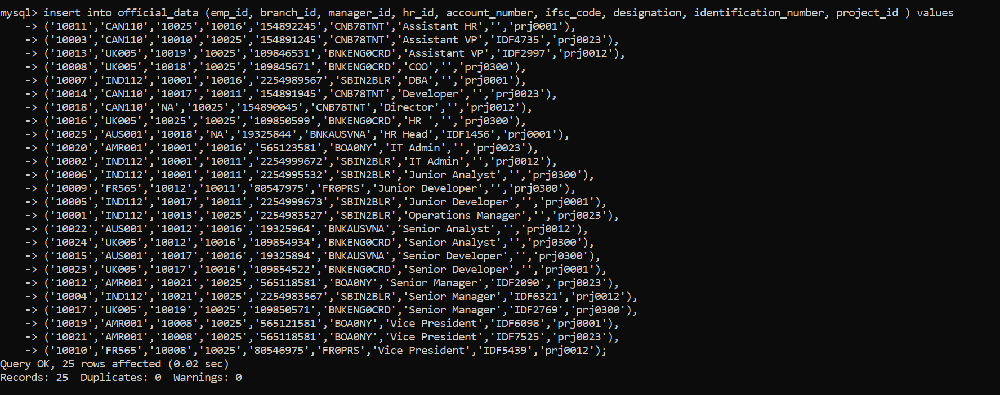 mysql> insert into official_data (emp_id, branch_id, manager_id, hr_id, account_number, ifsc_code, designation, identification_number, project_id ) values
    -> ('10011','CAN110','10025','10016','154892245','CNB78TNT','Assistant HR','','prj0001'),
    -> ('10003','CAN110','10010','10025','154891245','CNB78TNT','Assistant VP','IDF4735','prj0023'),
    -> ('10013','UK005','10019','10025','109846531','BNKENG0CRD','Assistant VP','IDF2997','prj0012'),
    -> ('10008','UK005','10018','10025','109845671','BNKENG0CRD','COO','','prj0300'),
    -> ('10007','IND112','10001','10016','2254989567','SBIN2BLR','DBA','','prj0001'),
    -> ('10014','CAN110','10017','10011','154891945','CNB78TNT','Developer','','prj0023'),
    -> ('10018','CAN110','NA','10025','154890045','CNB78TNT','Director','','prj0012'),
    -> ('10016','UK005','10025','10025','109850599','BNKENG0CRD','HR ','','prj0300'),
    -> ('10025','AUS001','10018','NA','19325844','BNKAUSVNA','HR Head','IDF1456','prj0001'),
    -> ('10020','AMR001','10001','10016','565123581','BOA0NY','IT Admin','','prj0023'),
    -> ('10002','IND112','10001','10011','2254999672','SBIN2BLR','IT Admin','','prj0012'),
    -> ('10006','IND112','10001','10011','2254995532','SBIN2BLR','Junior Analyst','','prj0300'),
    -> ('10009','FR565','10012','10011','80547975','FR0PRS','Junior Developer','','prj0300'),
    -> ('10005','IND112','10017','10011','2254999673','SBIN2BLR','Junior Developer','','prj0001'),
    -> ('10001','IND112','10013','10025','2254983527','SBIN2BLR','Operations Manager','','prj0023'),
    -> ('10022','AUS001','10012','10016','19325964','BNKAUSVNA','Senior Analyst','','prj0012'),
    -> ('10024','UK005','10012','10016','109854934','BNKENG0CRD','Senior Analyst','','prj0300'),
    -> ('10015','AUS001','10017','10016','19325894','BNKAUSVNA','Senior Developer','','prj0300'),
    -> ('10023','UK005','10017','10016','109854522','BNKENG0CRD','Senior Developer','','prj0001'),
    -> ('10012','AMR001','10021','10025','565118581','BOA0NY','Senior Manager','IDF2090','prj0023'),
    -> ('10004','IND112','10021','10025','2254983567','SBIN2BLR','Senior Manager','IDF6321','prj0012'),
    -> ('10017','UK005','10019','10025','109850571','BNKENG0CRD','Senior Manager','IDF2769','prj0300'),
    -> ('10019','AMR001','10008','10025','565121581','BOA0NY','Vice President','IDF6098','prj0001'),
    -> ('10021','AMR001','10008','10025','565118581','BOA0NY','Vice President','IDF7525','prj0023'),
    -> ('10010','FR565','10008','10025','80546975','FR0PRS','Vice President','IDF5439','prj0012');
Query OK, 25 rows affected (0.02 sec)
Records: 25  Duplicates: 0  Warnings: 0